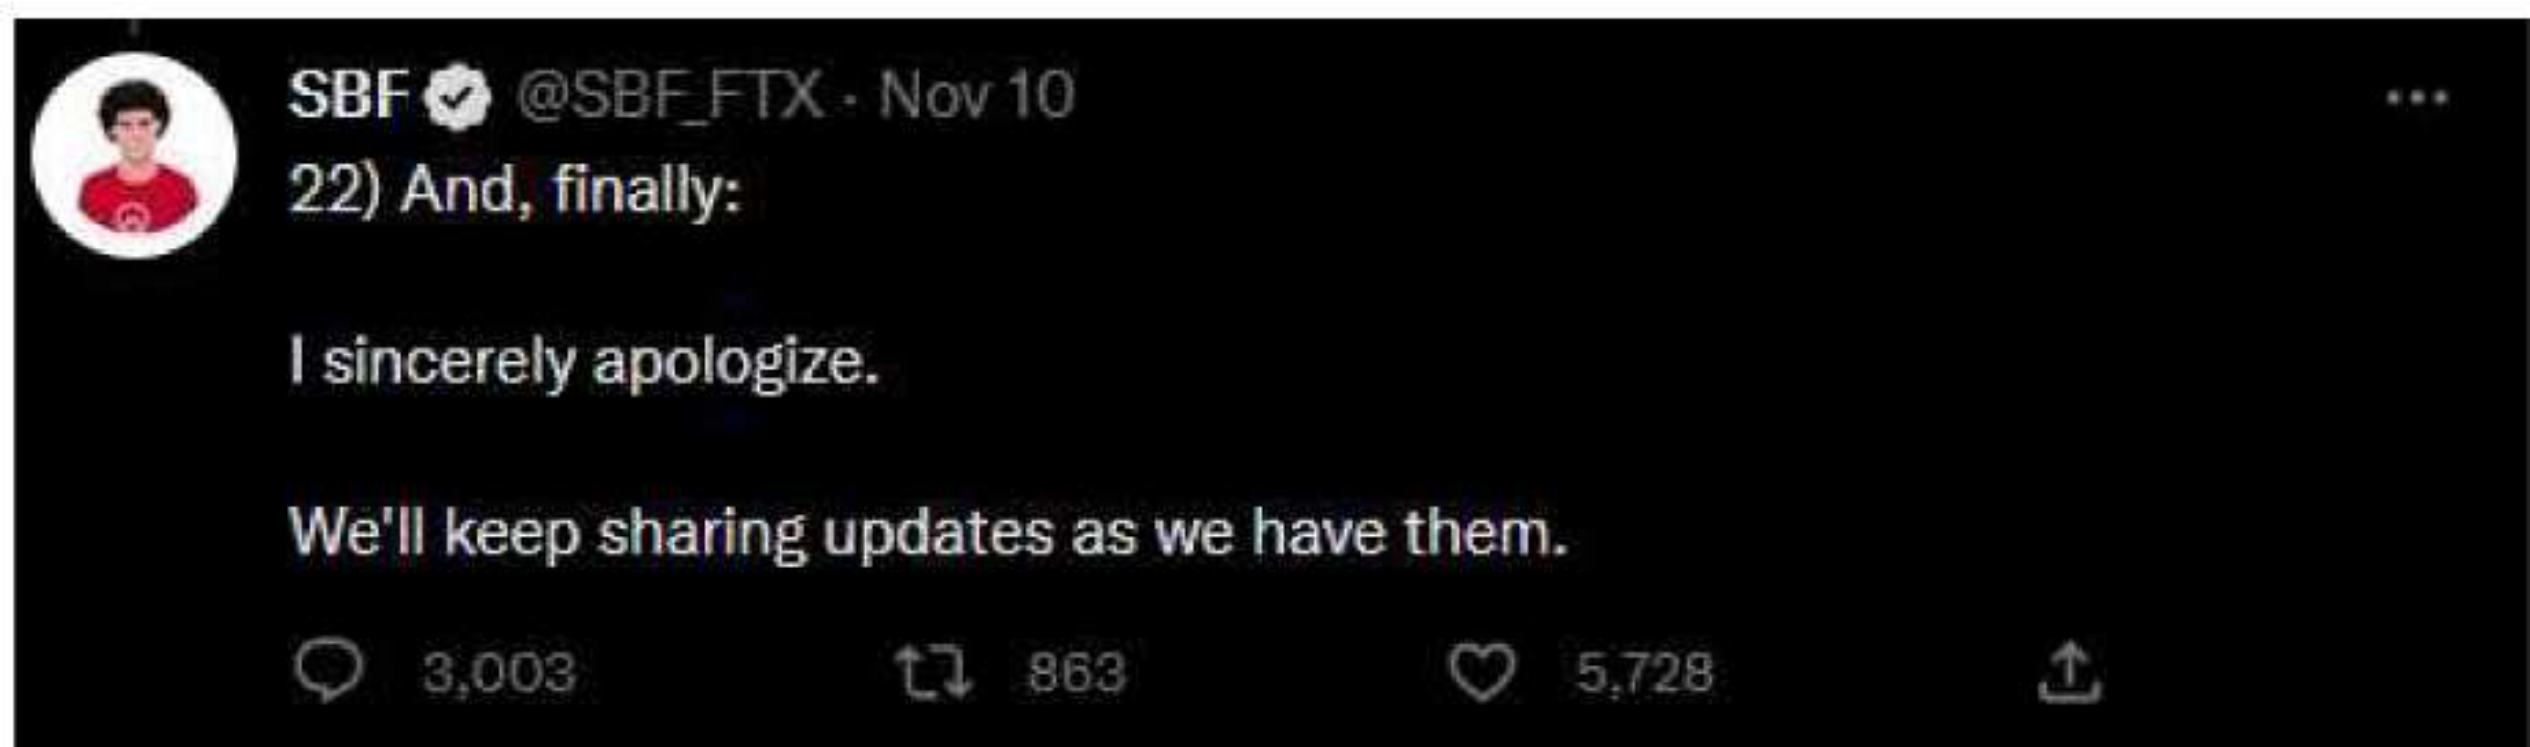 SBF @SBF_FTX · Nov 10
22) And, finally:
I sincerely apologize.
We'll keep sharing updates as we have them.
3,003 863 5,728